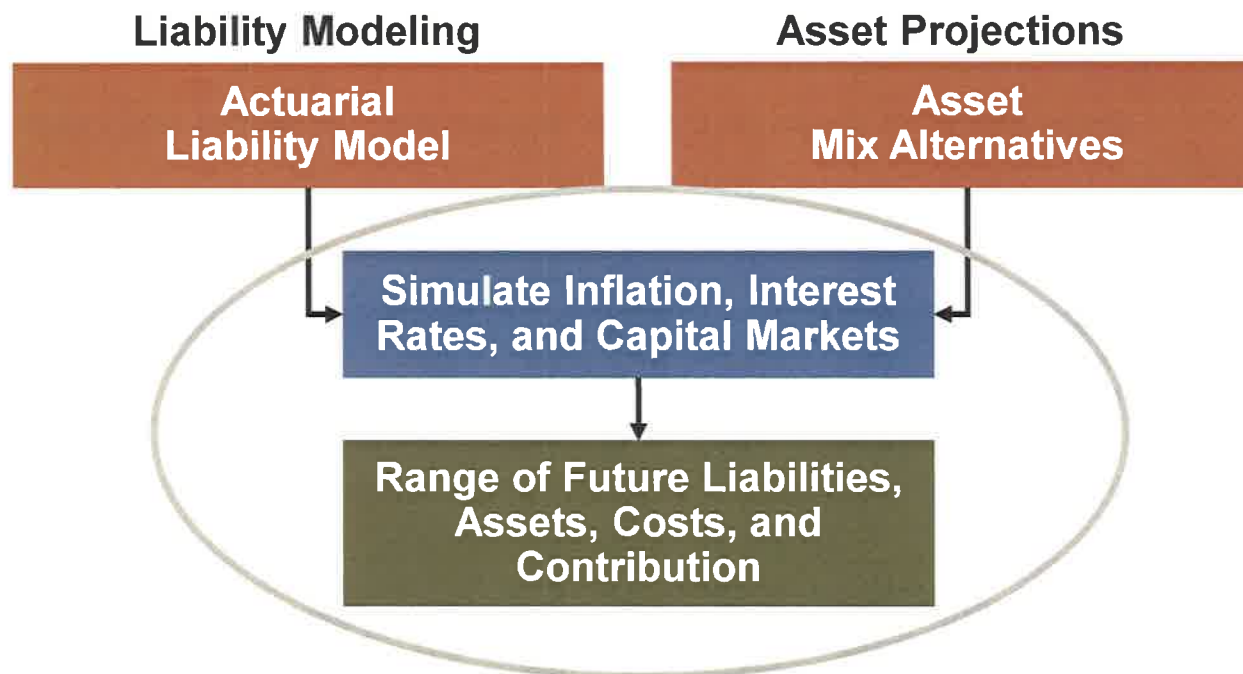 Liability Modeling
Asset Projections
Actuarial
Liability Model
Asset
Mix Alternatives
Simulate Inflation, Interest
Rates, and Capital Markets
Range of Future Liabilities,
Assets, Costs, and
Contribution